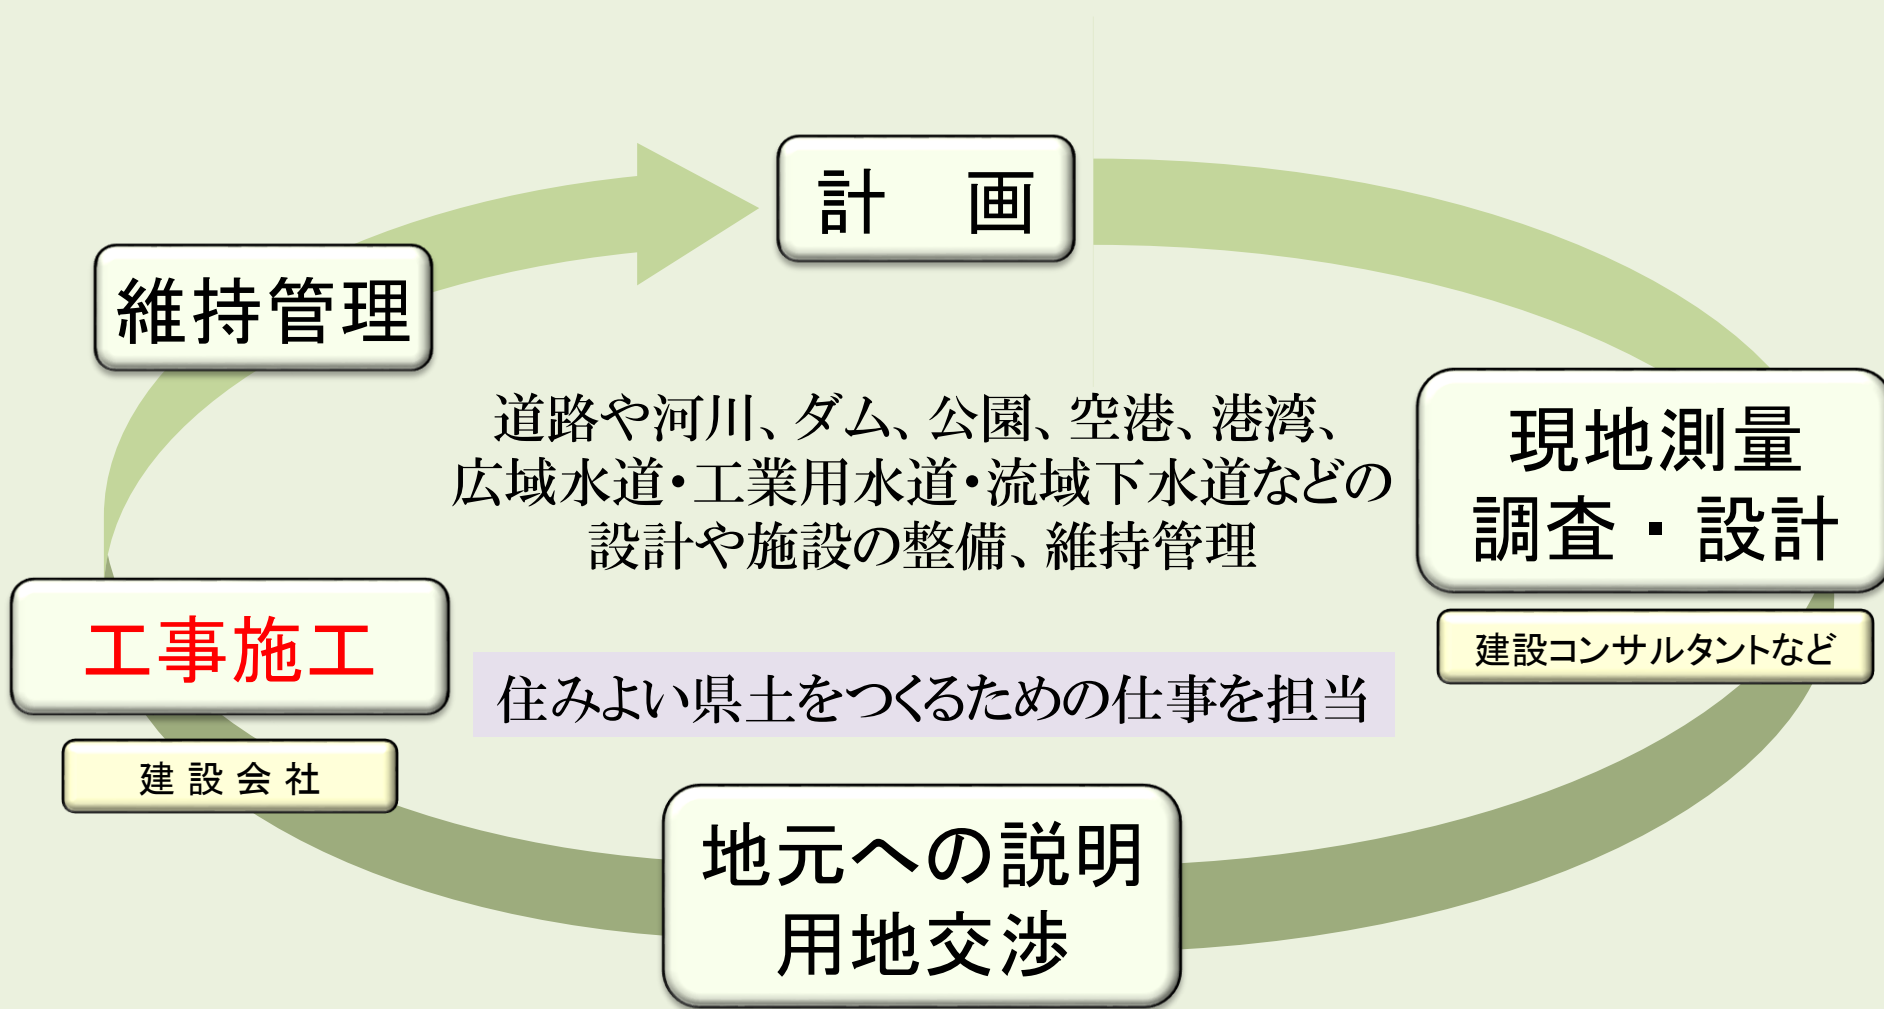 計　画
維持管理
道路や河川、ダム、公園、空港、港湾、
広域水道・工業用水道・流域下水道などの
設計や施設の整備、維持管理
現地測量
調査・設計
建設コンサルタントなど
工事施工
建設会社
住みよい県土をつくるための仕事を担当
地元への説明
用地交渉